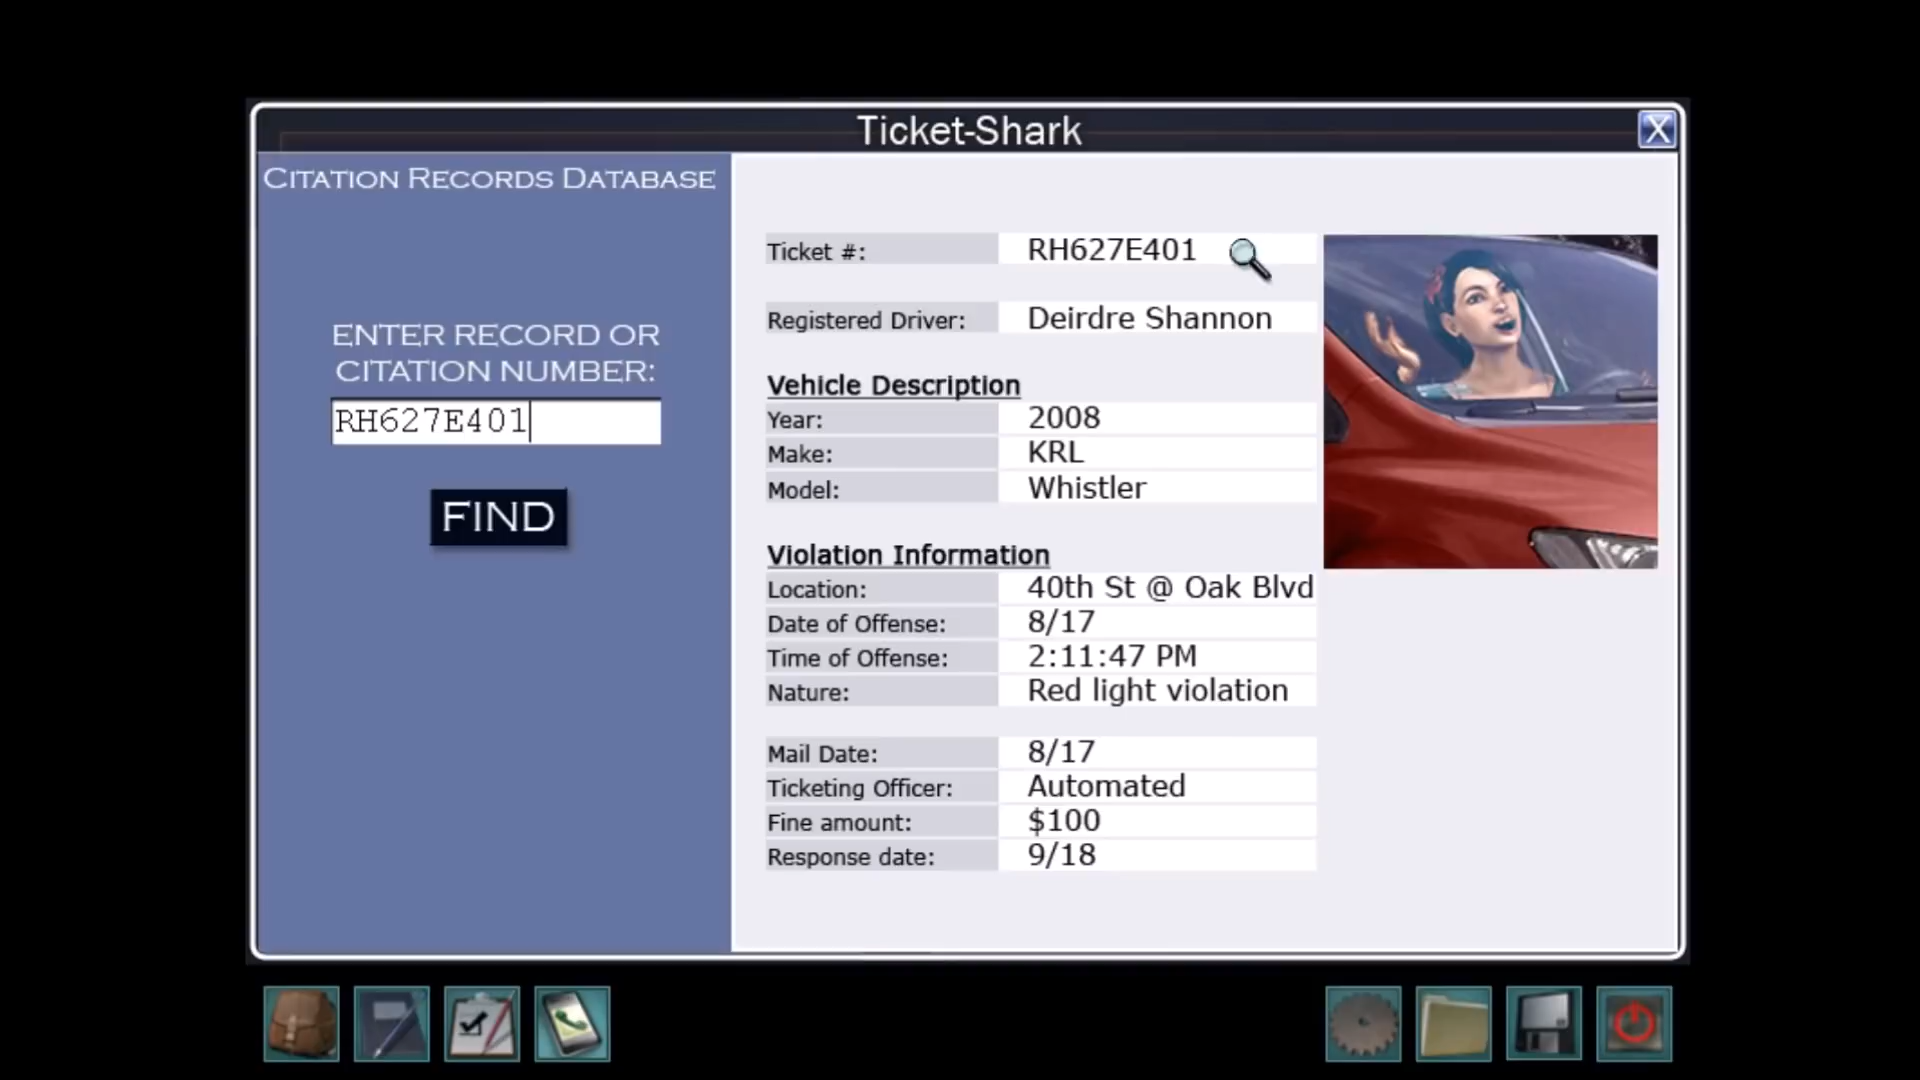 Ticket-Shark
X
CITATION RECORDS DATABASE
ENTER RECORD OR
CITATION NUMBER:
RH627E401
FIND
Ticket #: RH627E401
Registered Driver: Deirdre Shannon
Vehicle Description
Year: 2008
Make: KRL
Model: Whistler
Violation Information
Location: 40th St @ Oak Blvd
Date of Offense: 8/17
Time of Offense: 2:11:47 PM
Nature: Red light violation
Mail Date: 8/17
Ticketing Officer: Automated
Fine amount: $100
Response date: 9/18